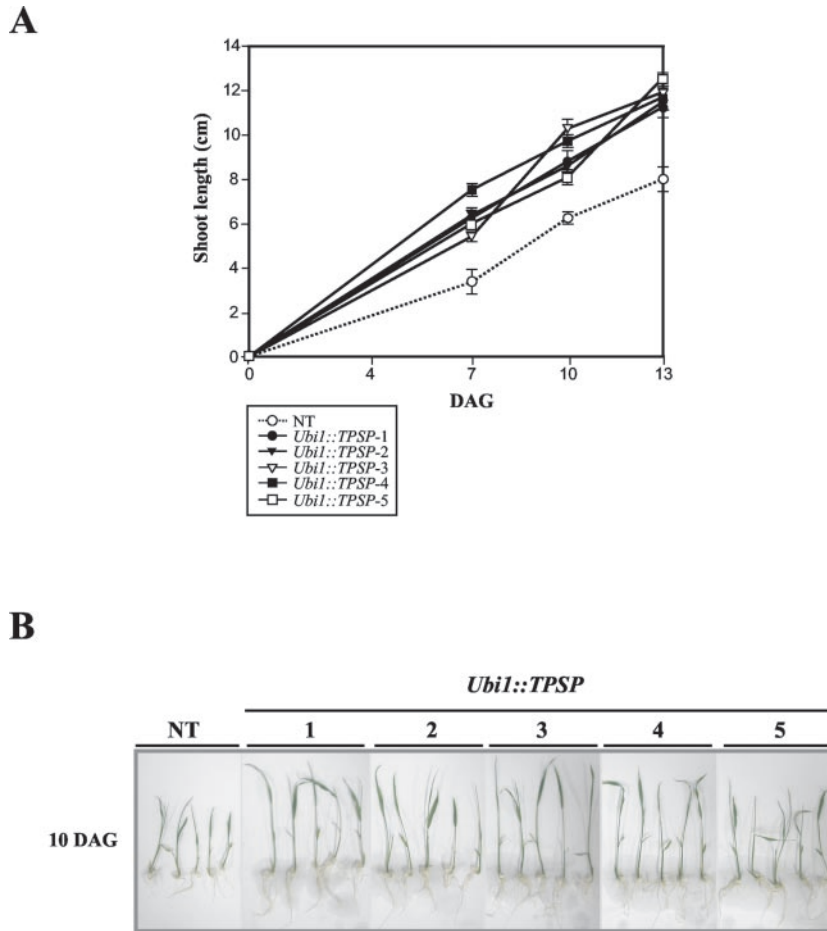 A
14
12
10
8
6
4
2
0
Shoot length (cm)
0 4 7 10 13
DAG
NT
Ubi1::TPSP-1
Ubi1::TPSP-2
Ubi1::TPSP-3
Ubi1::TPSP-4
Ubi1::TPSP-5
B
Ubi1::TPSP
NT 1 2 3 4 5
10 DAG